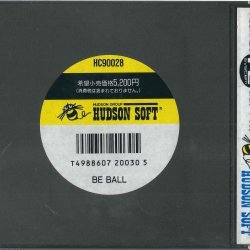 HC90028
希望小売価格5,200円
(消費税は含まれておりません。)
HUDSON GROUP
HUDSON SOFT
T4988607 20030 5
BE BALL
HUDSON SOFT